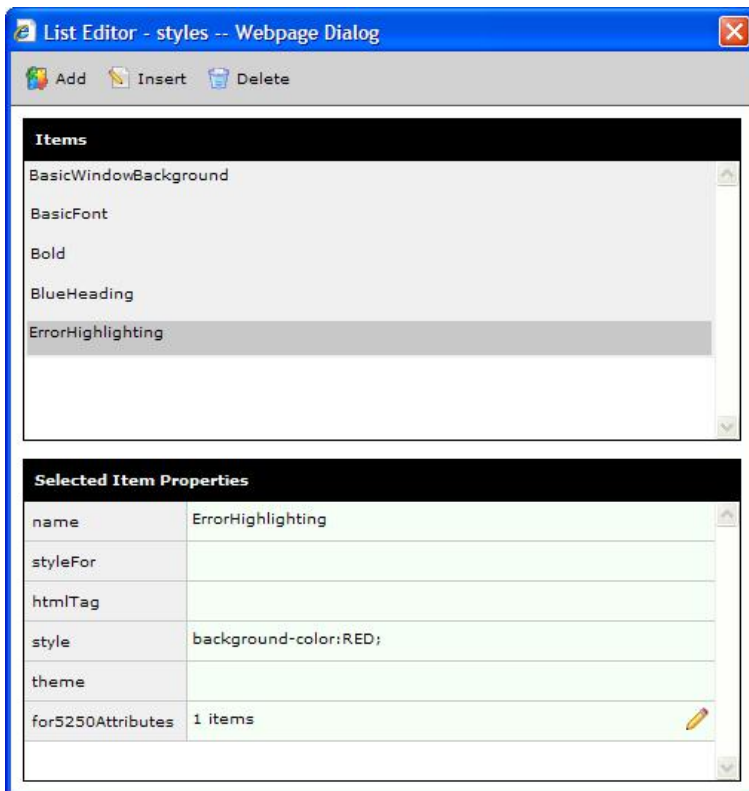 List Editor - styles -- Webpage Dialog
Add Insert Delete
Items
BasicWindowBackground
BasicFont
Bold
BlueHeading
ErrorHighlighting
Selected Item Properties
name ErrorHighlighting
styleFor
htmlTag
style background-color:RED;
theme
for5250Attributes 1 items